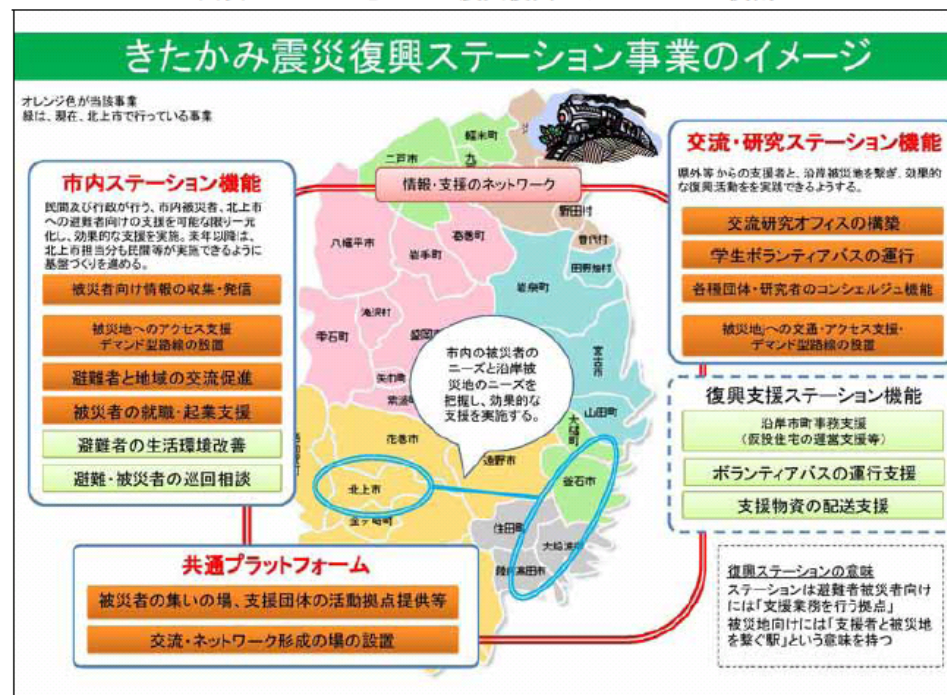 きたかみ震災復興ステーション事業のイメージ
オレンジ色が当該事業
緑は、現在、北上市で行っている事業
市内ステーション機能
民間及び行政が行う、市内被災者、北上市
への避難者向けの支援を可能な限り一元
化し、効果的な支援を実施。来年以降は、
北上市担当分も民間等が実施できるように
基盤づくりを進める。
被災者向け情報の収集・発信
被災地へのアクセス支援
デマンド型路線の設置
避難者と地域の交流促進
被災者の就職・起業支援
避難者の生活環境改善
避難・被災者の巡回相談
情報・支援のネットワーク
軽米町
二戸市
九
野田村
普代村
田野畑村
八幡平市
葛巻町
岩手町
岩泉町
滝沢村
雫石町
盛岡
宮古市
矢巾町
紫波
山田町
大槌町
花巻市
遠野市
釜石市
北上市
金ヶ崎町
住田町
大船渡市
陸前高田市
市内の被災者の
ニーズと沿岸被
災地のニーズを
把握し、効果的な
支援を実施する。
交流・研究ステーション機能
県外等からの支援者と、沿岸被災地を繋ぎ、効果的
な復興活動をを実践できるようする。
交流研究オフィスの構築
学生ボランティアバスの運行
各種団体・研究者のコンシェルジュ機能
被災地への交通・アクセス支援・
デマンド型路線の設置
復興支援ステーション機能
沿岸市町事務支援
(仮設住宅の運営支援等)
ボランティアバスの運行支援
支援物資の配送支援
共通プラットフォーム
被災者の集いの場、支援団体の活動拠点提供等
交流・ネットワーク形成の場の設置
復興ステーションの意味
ステーションは避難者被災者向け
には「支援業務を行う拠点」
被災地向けには「支援者と被災地
を繋ぐ駅」という意味を持つ